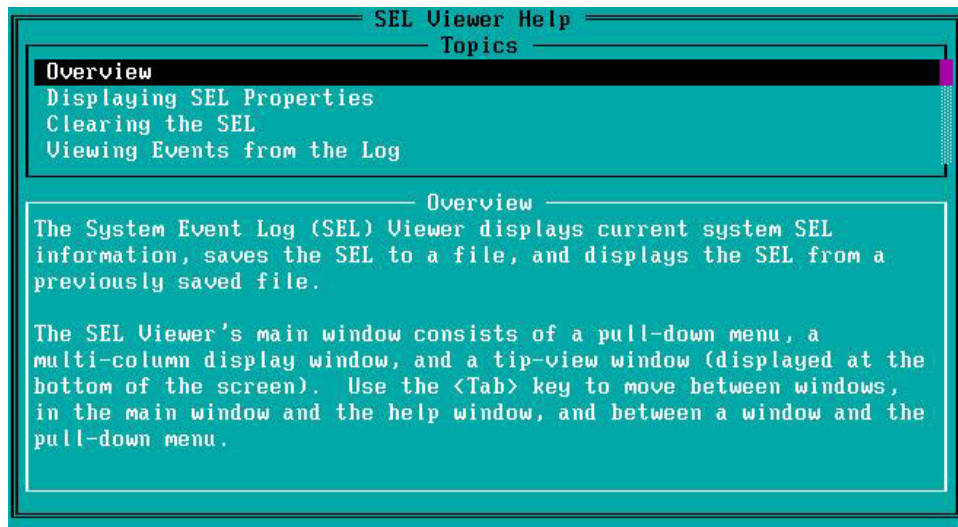 SEL Viewer Help
Topics
Overview
Displaying SEL Properties
Clearing the SEL
Viewing Events from the Log
Overview
The System Event Log (SEL) Viewer displays current system SEL
information, saves the SEL to a file, and displays the SEL from a
previously saved file.
The SEL Viewer's main window consists of a pull-down menu, a
multi-column display window, and a tip-view window (displayed at the
bottom of the screen).  Use the <Tab> key to move between windows,
in the main window and the help window, and between a window and the
pull-down menu.